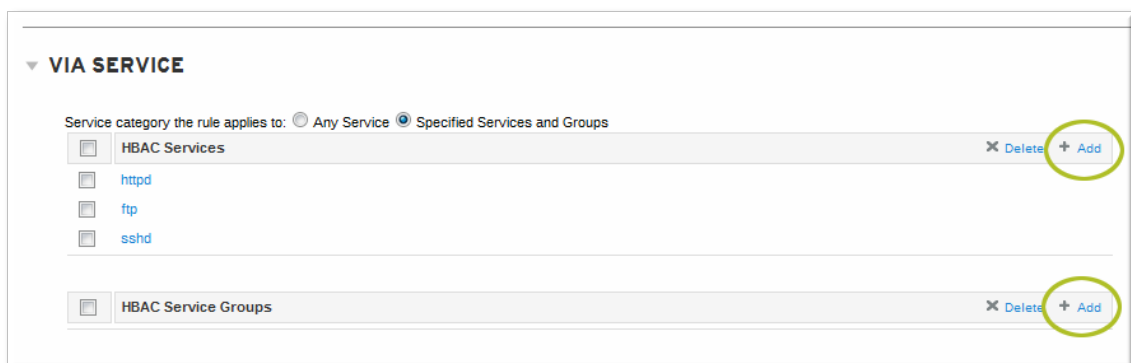 VIA SERVICE
Service category the rule applies to: Any Service Specified Services and Groups
HBAC Services Delete Add
httpd
ftp
sshd
HBAC Service Groups Delete Add